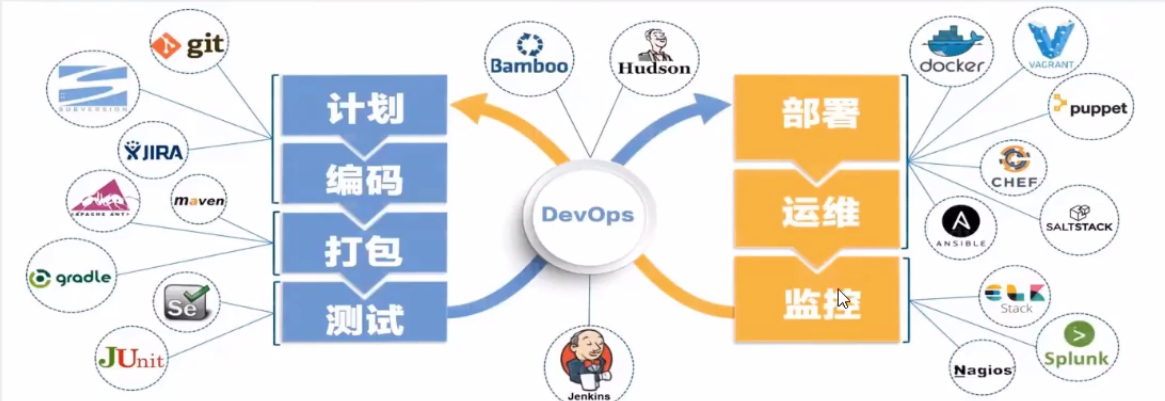 git
SUBVERSION
JIRA
APACHE ANT
maven
gradle
Se
JUnit
计划
编码
打包
测试
Bamboo
Hudson
DevOps
Jenkins
部署
运维
监控
docker
VAGRANT
puppet
CHEF
ANSIBLE
SALTSTACK
ELK
Stack
Splunk
Nagios